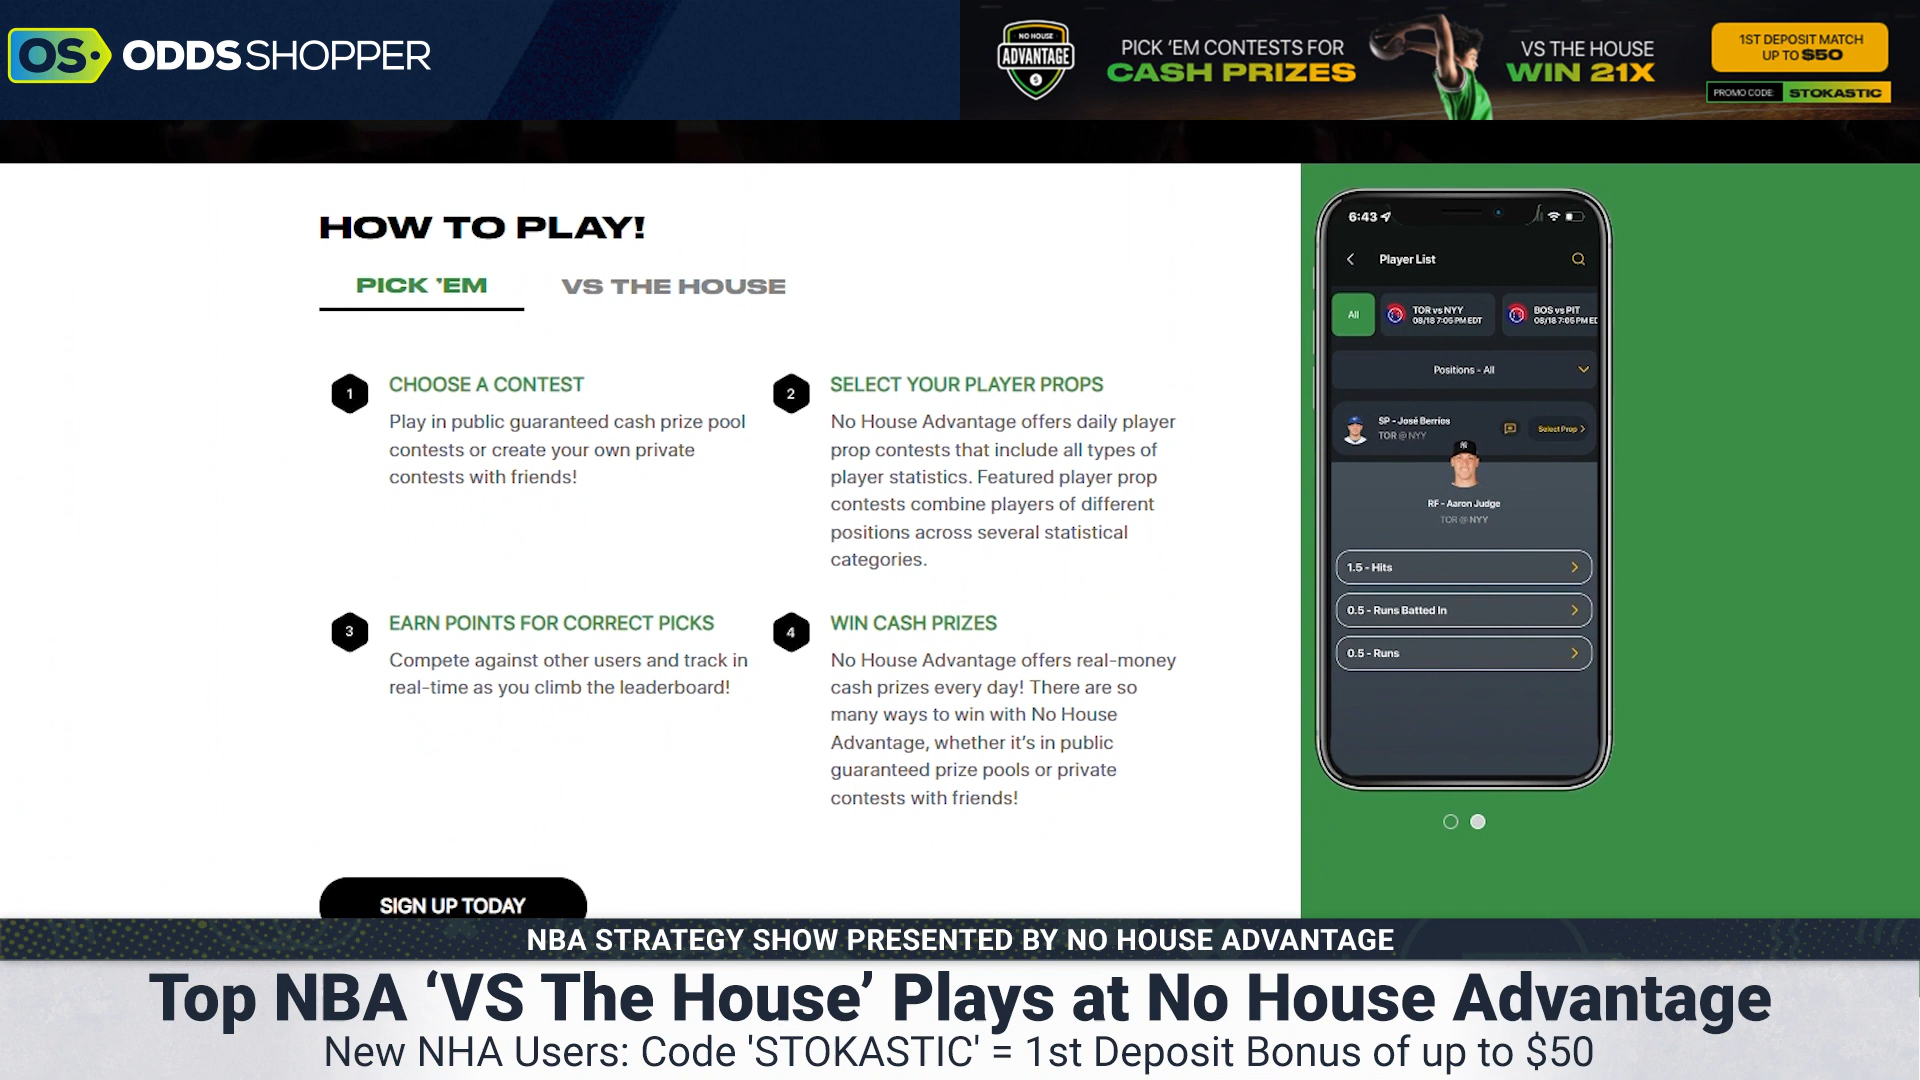 OS. ODDSSHOPPER
NO HOUSE
ADVANTAGE
$
PICK 'EM CONTESTS FOR
CASH PRIZES
VS THE HOUSE
WIN 21X
1ST DEPOSIT MATCH
UP TO $50
PROMO CODE: STOKASTIC
HOW TO PLAY!
PICK 'EM VS THE HOUSE
1 CHOOSE A CONTEST
Play in public guaranteed cash prize pool
contests or create your own private
contests with friends!
2 SELECT YOUR PLAYER PROPS
No House Advantage offers daily player
prop contests that include all types of
player statistics. Featured player prop
contests combine players of different
positions across several statistical
categories.
3 EARN POINTS FOR CORRECT PICKS
Compete against other users and track in
real-time as you climb the leaderboard!
4 WIN CASH PRIZES
No House Advantage offers real-money
cash prizes every day! There are so
many ways to win with No House
Advantage, whether it's in public
guaranteed prize pools or private
contests with friends!
SIGN UP TODAY
6:43
Player List
All
TOR vs NYY
08/18 7:05 PM EDT
BOS vs PIT
08/18 7:05 PM ED
Positions - All
SP - José Berríos
TOR @ NYY
Select Prop
RF - Aaron Judge
TOR @ NYY
1.5 - Hits
0.5 - Runs Batted In
0.5 - Runs
NBA STRATEGY SHOW PRESENTED BY NO HOUSE ADVANTAGE
Top NBA ‘VS The House’ Plays at No House Advantage
New NHA Users: Code 'STOKASTIC' = 1st Deposit Bonus of up to $50